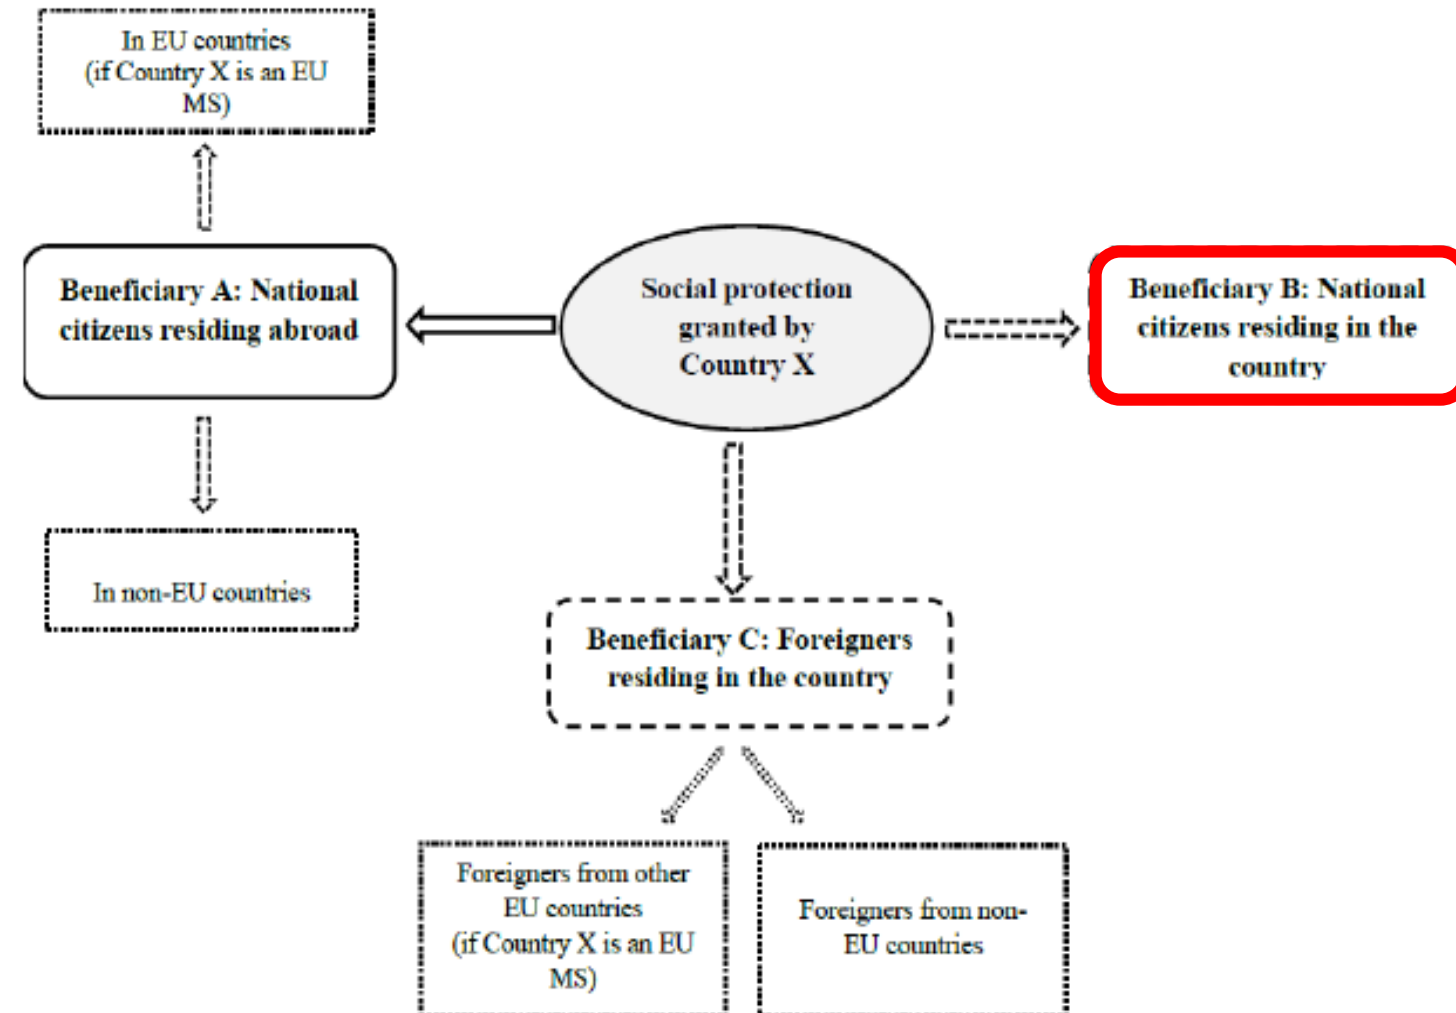 In EU countries
(if Country X is an EU
MS)
Beneficiary A: National
citizens residing abroad
Social protection
granted by
Country X
Beneficiary B: National
citizens residing in the
country
In non-EU countries
Beneficiary C: Foreigners
residing in the country
Foreigners from other
EU countries
(if Country X is an EU
MS)
Foreigners from non-
EU countries